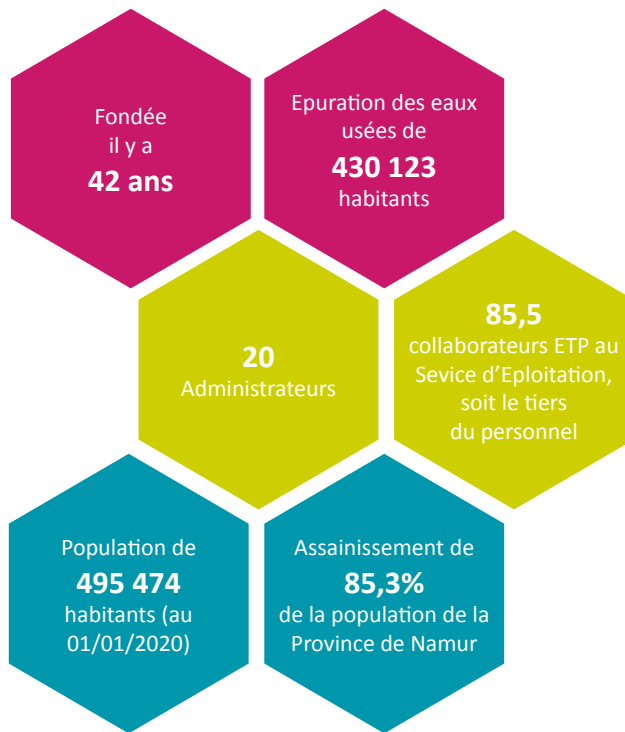 Fondée
il y a
42 ans
Epuration des eaux
usées de
430 123
habitants
20
Administrateurs
85,5
collaborateurs ETP au
Sevice d’Eploitation,
soit le tiers
du personnel
Population de
495 474
habitants (au
01/01/2020)
Assainissement de
85,3%
de la population de la
Province de Namur